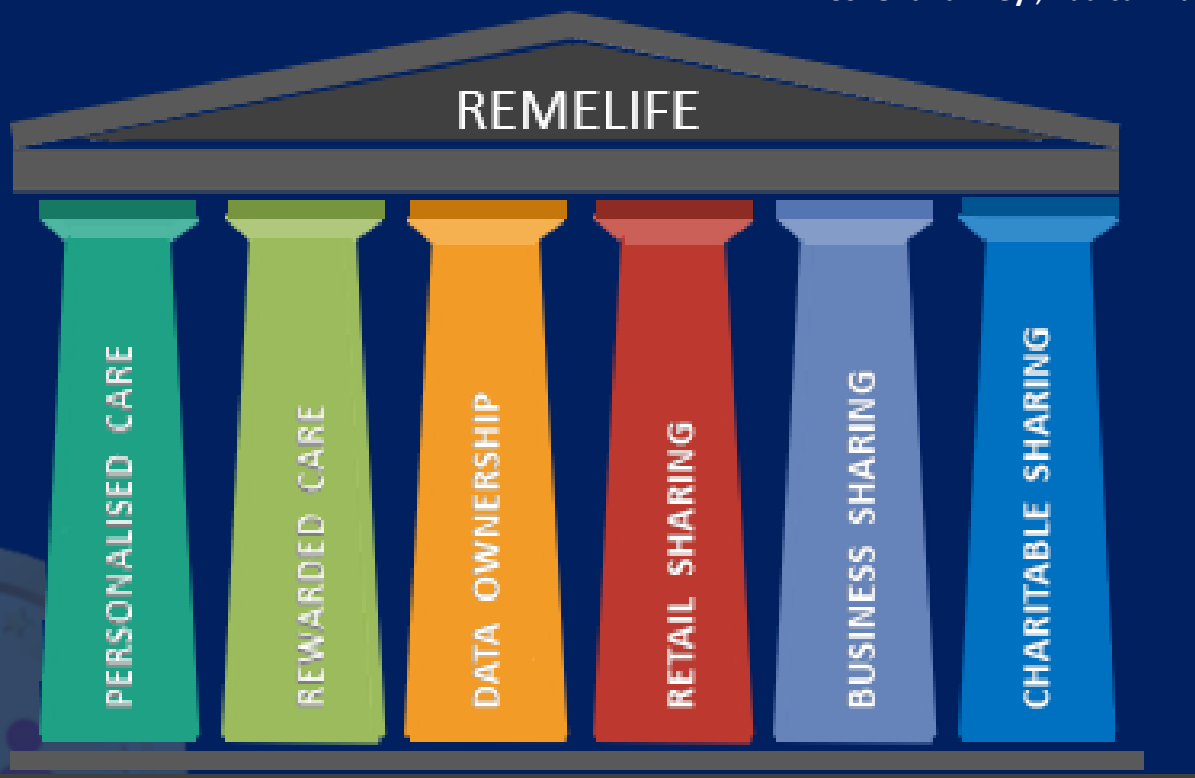 REMELIFE
PERSONALISED CARE
REWARDED CARE
DATA OWNERSHIP
RETAIL SHARING
BUSINESS SHARING
CHARITABLE SHARING